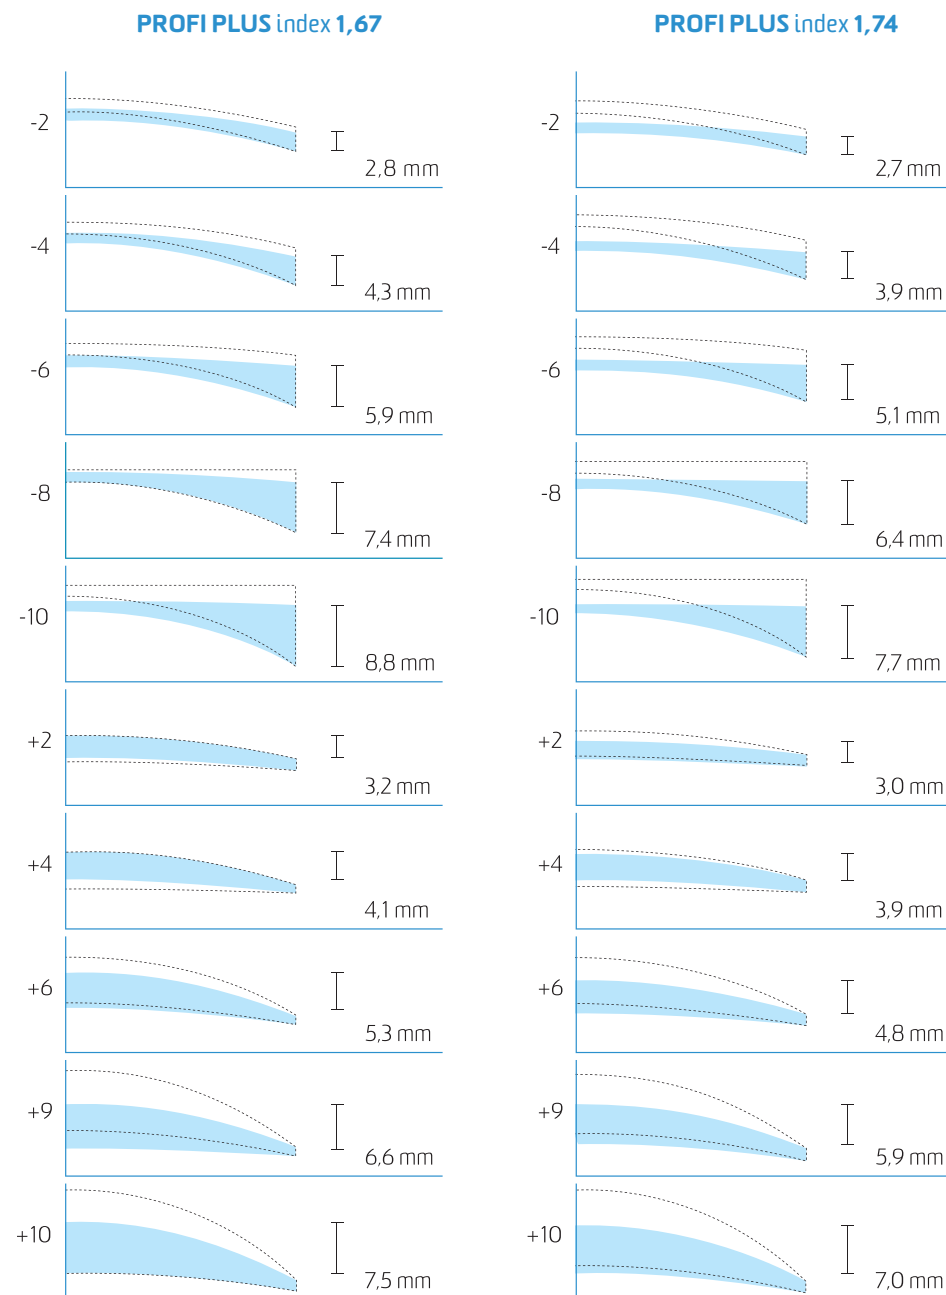 PROFI PLUS index 1,67
-2
2,8 mm
-4
4,3 mm
-6
5,9 mm
-8
7,4 mm
-10
8,8 mm
+2
3,2 mm
+4
4,1 mm
+6
5,3 mm
+9
6,6 mm
+10
7,5 mm
PROFI PLUS index 1,74
-2
2,7 mm
-4
3,9 mm
-6
5,1 mm
-8
6,4 mm
-10
7,7 mm
+2
3,0 mm
+4
3,9 mm
+6
4,8 mm
+9
5,9 mm
+10
7,0 mm